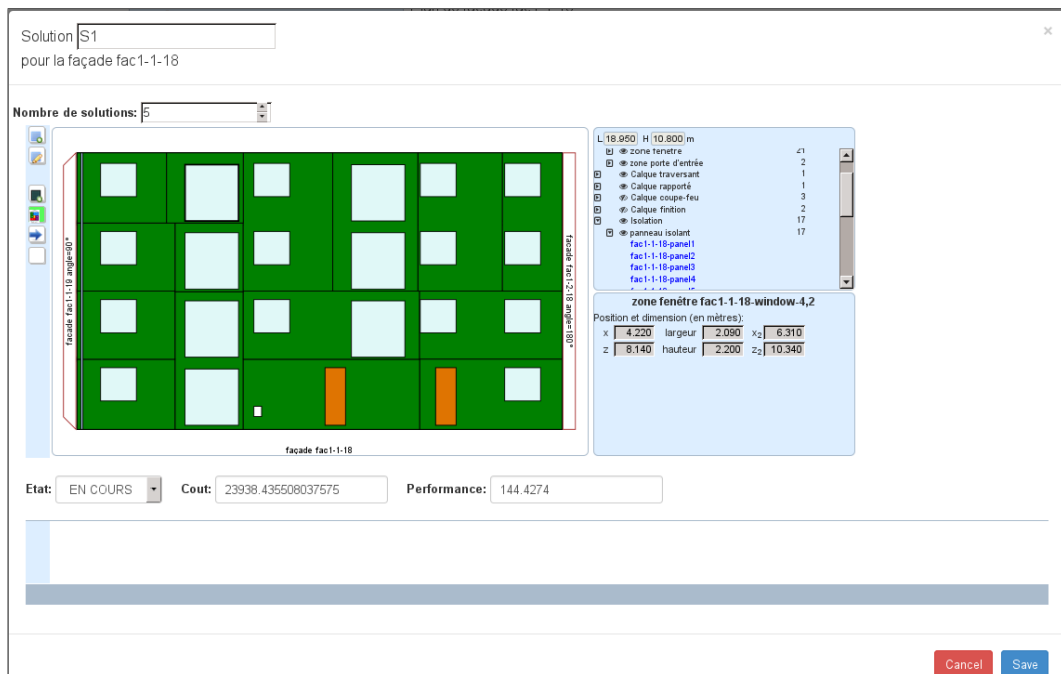 Solution S1
×
pour la façade fac1-1-18
Nombre de solutions: 5
L 18.950 H 10.800 m
zone fenetre 21
zone porte d'entrée 2
Calque traversant 1
Calque rapporté 1
Calque coupe-feu 3
Calque finition 2
Isolation 17
panneau isolant 17
fac1-1-18-panel1
fac1-1-18-panel2
fac1-1-18-panel3
fac1-1-18-panel4
facade fac1-1-19 angle=90°
facade fac1-2-18 angle=180°
façade fac1-1-18
zone fenétre fac1-1-18-window-4,2
Position et dimension (en mètres):
x 4.220 largeur 2.090 x2 6.310
z 8.140 hauteur 2.200 z2 10.340
Etat: EN COURS Cout: 23938.435508037575 Performance: 144.4274
Cancel Save